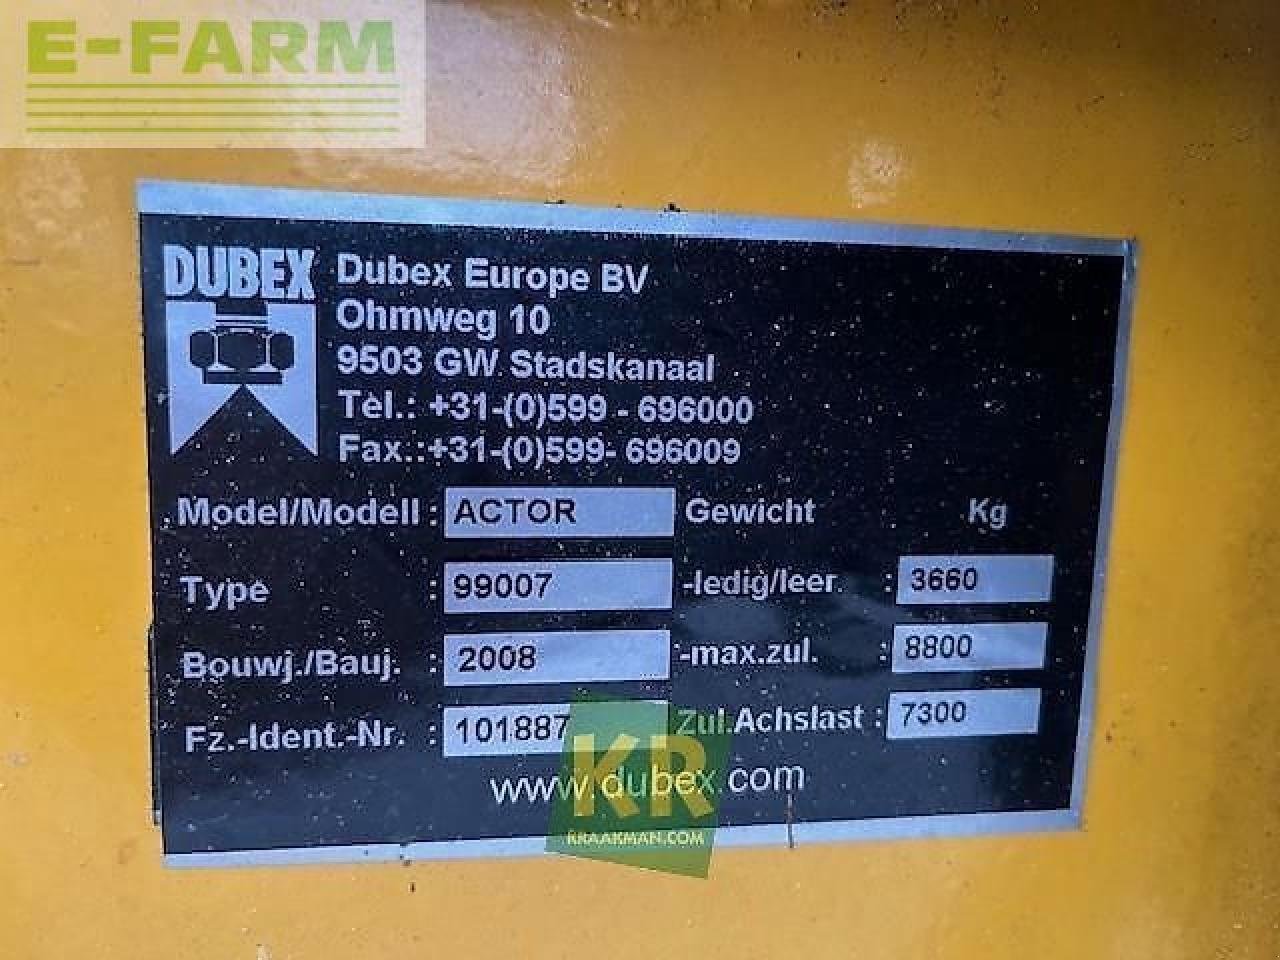 E-FARM
DUBEX
Dubex Europe BV
Ohmweg 10
9503 GW Stadskanaal
Tel.: +31-(0)599 - 696000
Fax.:+31-(0)599- 696009
Model/Modell : ACTOR Gewicht Kg
Type : 99007 -ledig/leer. : 3660
Bouwj./Bauj. : 2008 -max.zul. : 8800
Fz.-Ident.-Nr. : 101887 Zul.Achslast : 7300
www.dubex.com
KR
KRAAKMAN.COM